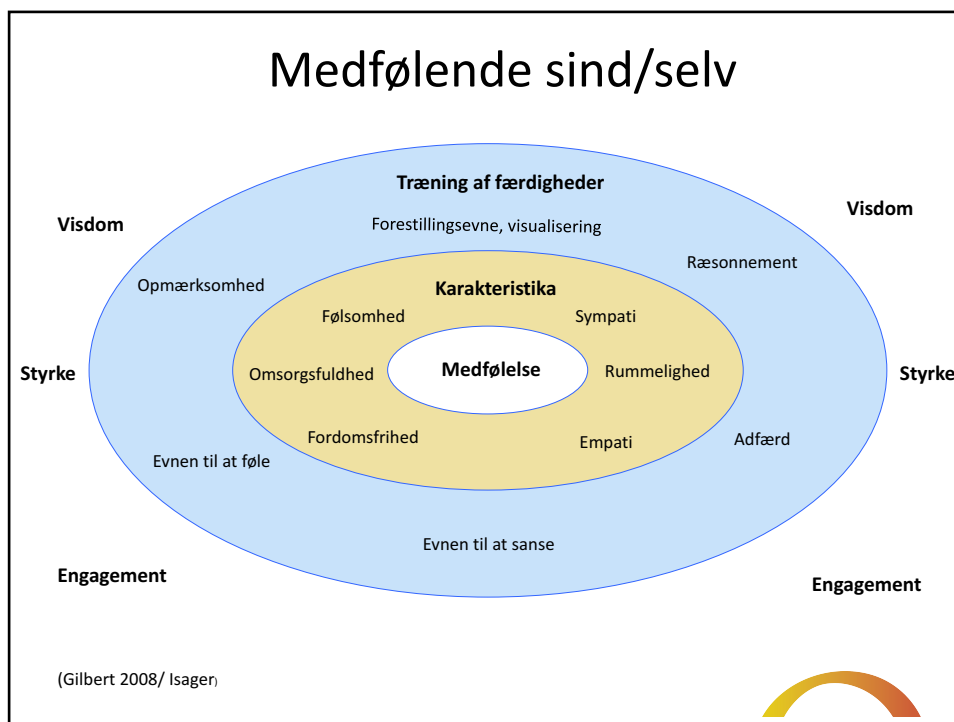 Medfølende sind/selv
Træning af færdigheder
Visdom
Visdom
Forestillingsevne, visualisering
Ræsonnement
Opmærksomhed
Karakteristika
Følsomhed
Sympati
Styrke
Omsorgsfuldhed
Medfølelse
Rummelighed
Styrke
Fordomsfrihed
Empati
Adfærd
Evnen til at føle
Evnen til at sanse
Engagement
Engagement
(Gilbert 2008/ Isager)